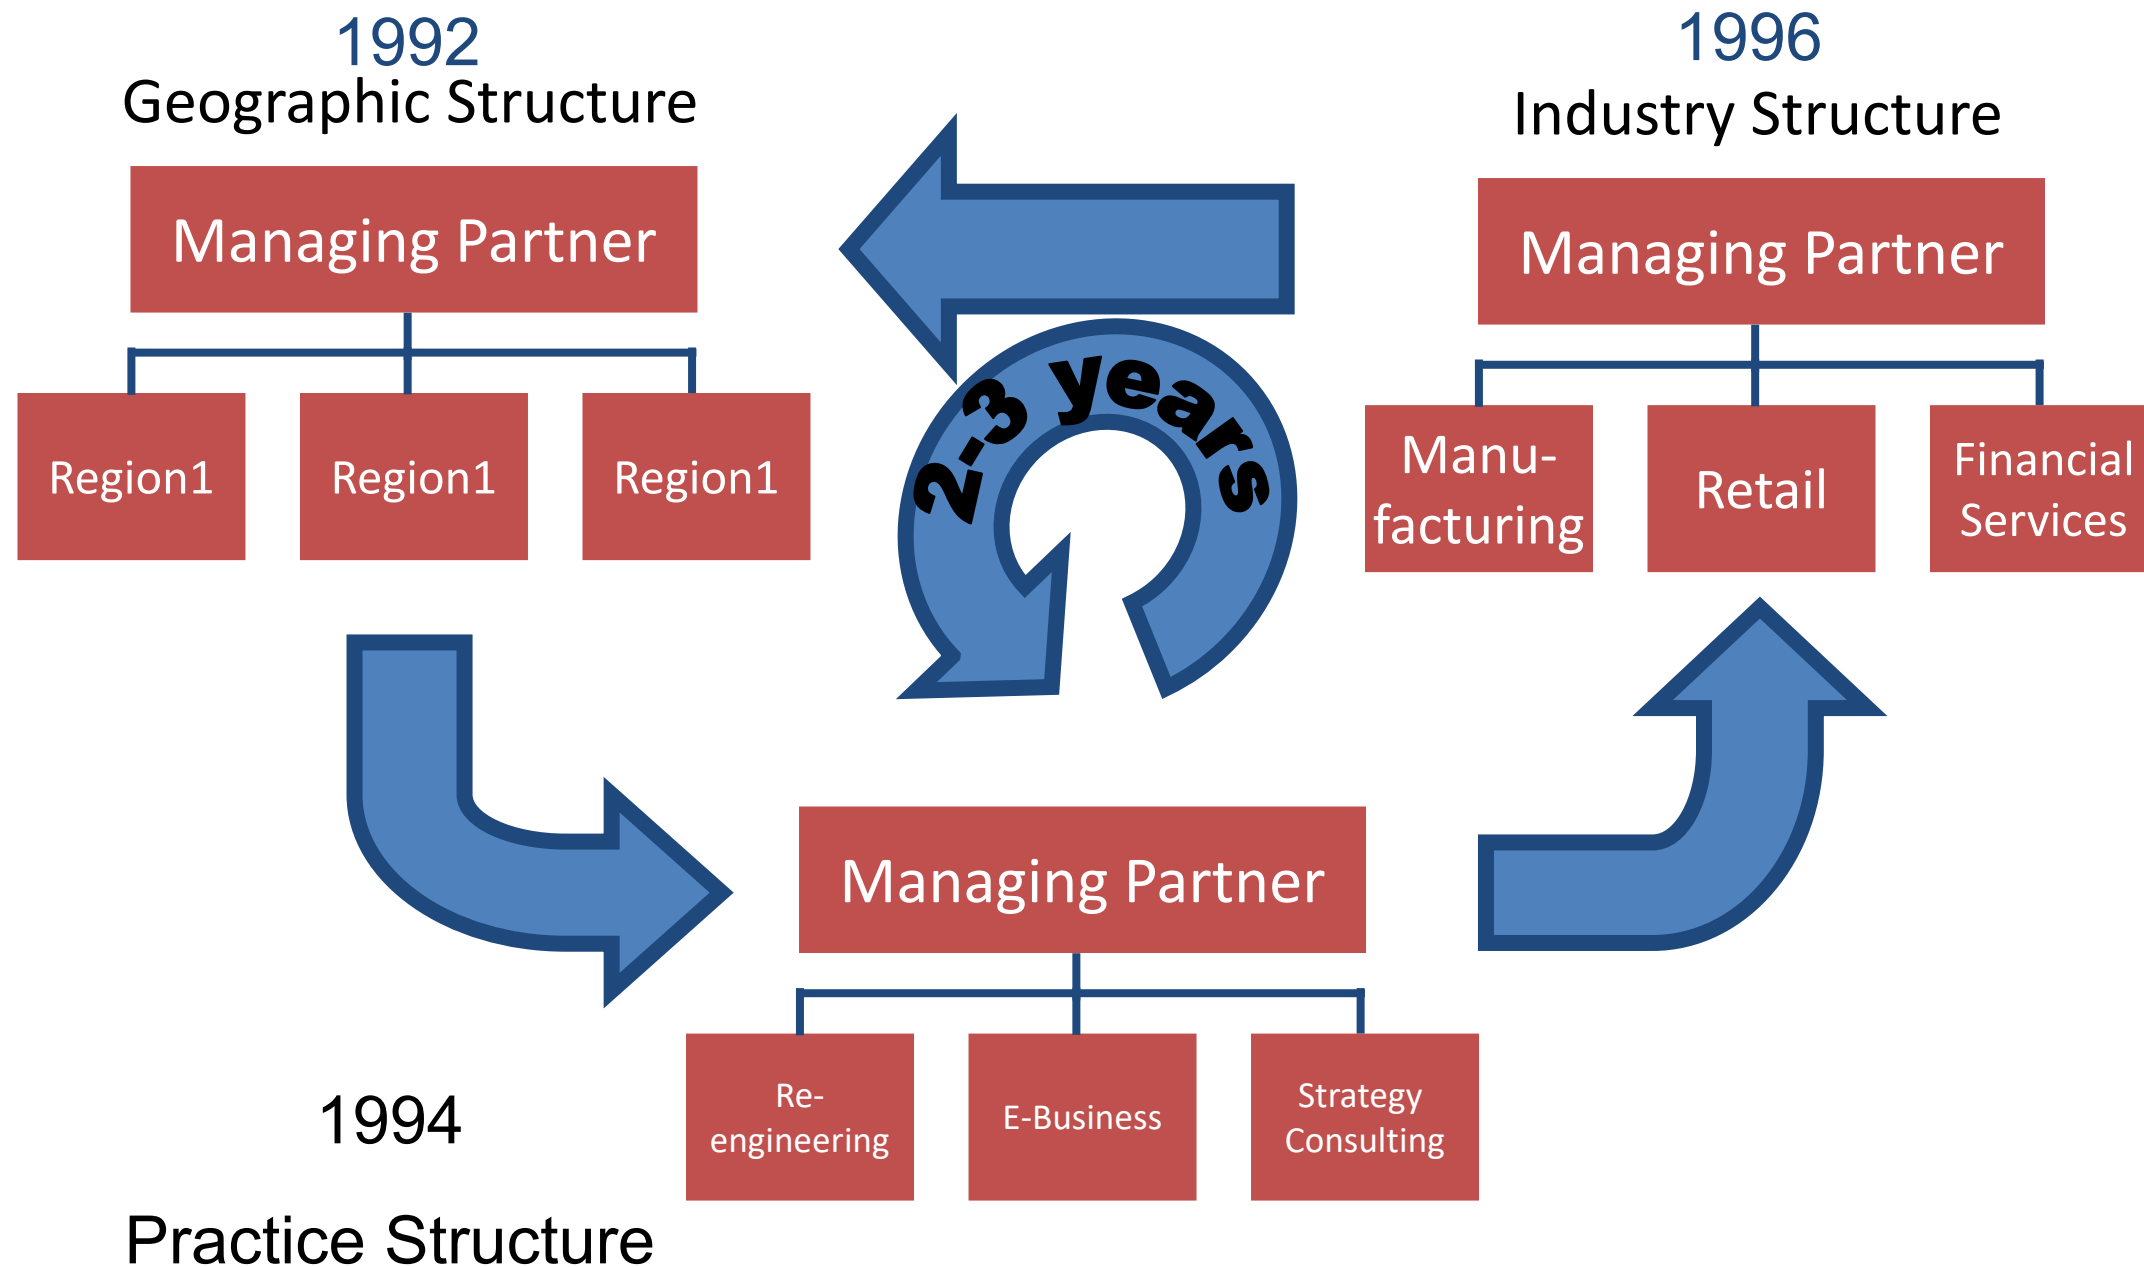 1992
Geographic Structure
Managing Partner
Region1
Region1
Region1
1996
Industry Structure
Managing Partner
Manu-
facturing
Retail
Financial
Services
2-3 years
Managing Partner
Re-
engineering
E-Business
Strategy
Consulting
1994
Practice Structure